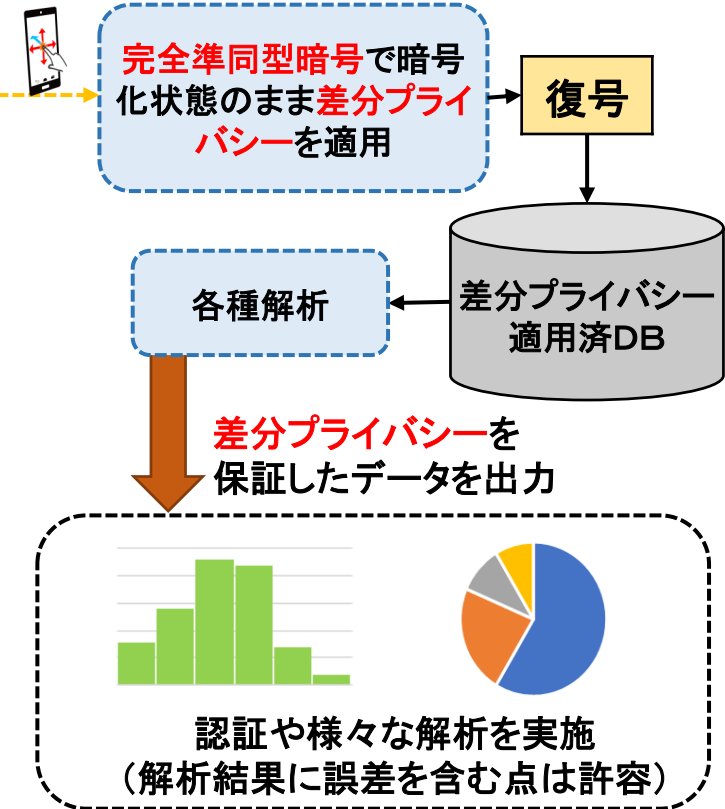 完全準同型暗号で暗号
化状態のまま差分プライ
バシーを適用
復号
差分プライバシー
適用済DB
各種解析
差分プライバシーを
保証したデータを出力
認証や様々な解析を実施
（解析結果に誤差を含む点は許容）